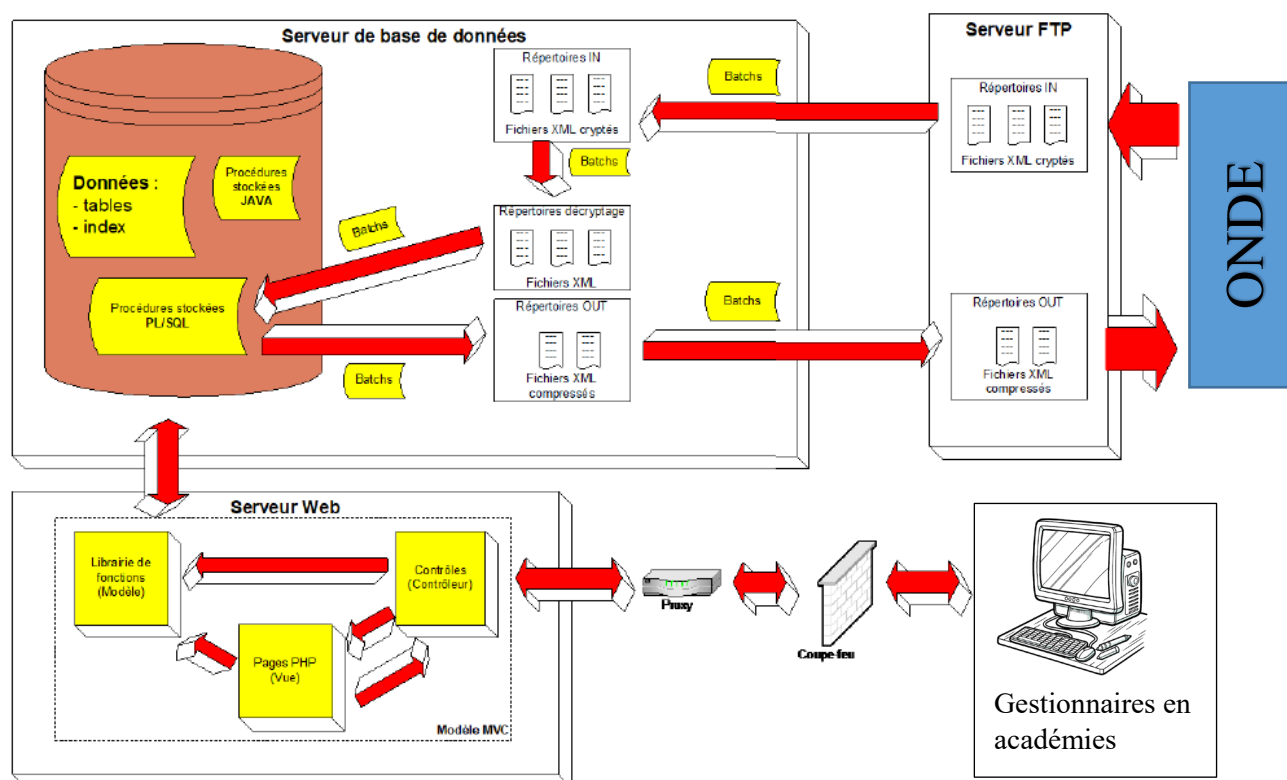 Serveur de base de données
Données :
- tables
- index
Procédures
stockées
JAVA
Procédures stockées
PL/SQL
Répertoires IN
Fichiers XML cryptés
Batchs
Batchs
Répertoires décryptage
Fichiers XML
Batchs
Répertoires OUT
Fichiers XML
compressés
Batchs
Batchs
Serveur FTP
Répertoires IN
Fichiers XML cryptés
Répertoires OUT
Fichiers XML
compressés
ONDE
Serveur Web
Librairie de
fonctions
(Modèle)
Contrôles
(Contrôleur)
Pages PHP
(Vue)
Modèle MVC
Proxy
Coupe-feu
Gestionnaires en
académies